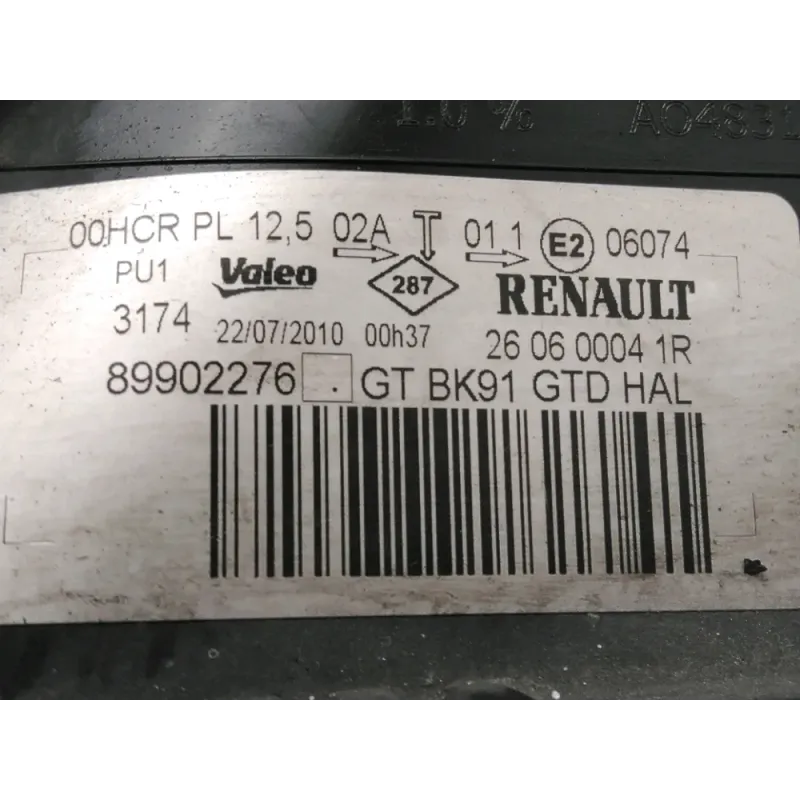 1.0 %
00HCR PL 12,5 02A T 01.1 E2 06074
PU1 Valeo 287 RENAULT
3174 22/07/2010 00h37 26 06 0004 1R
89902276 . GT BK91 GTD HAL